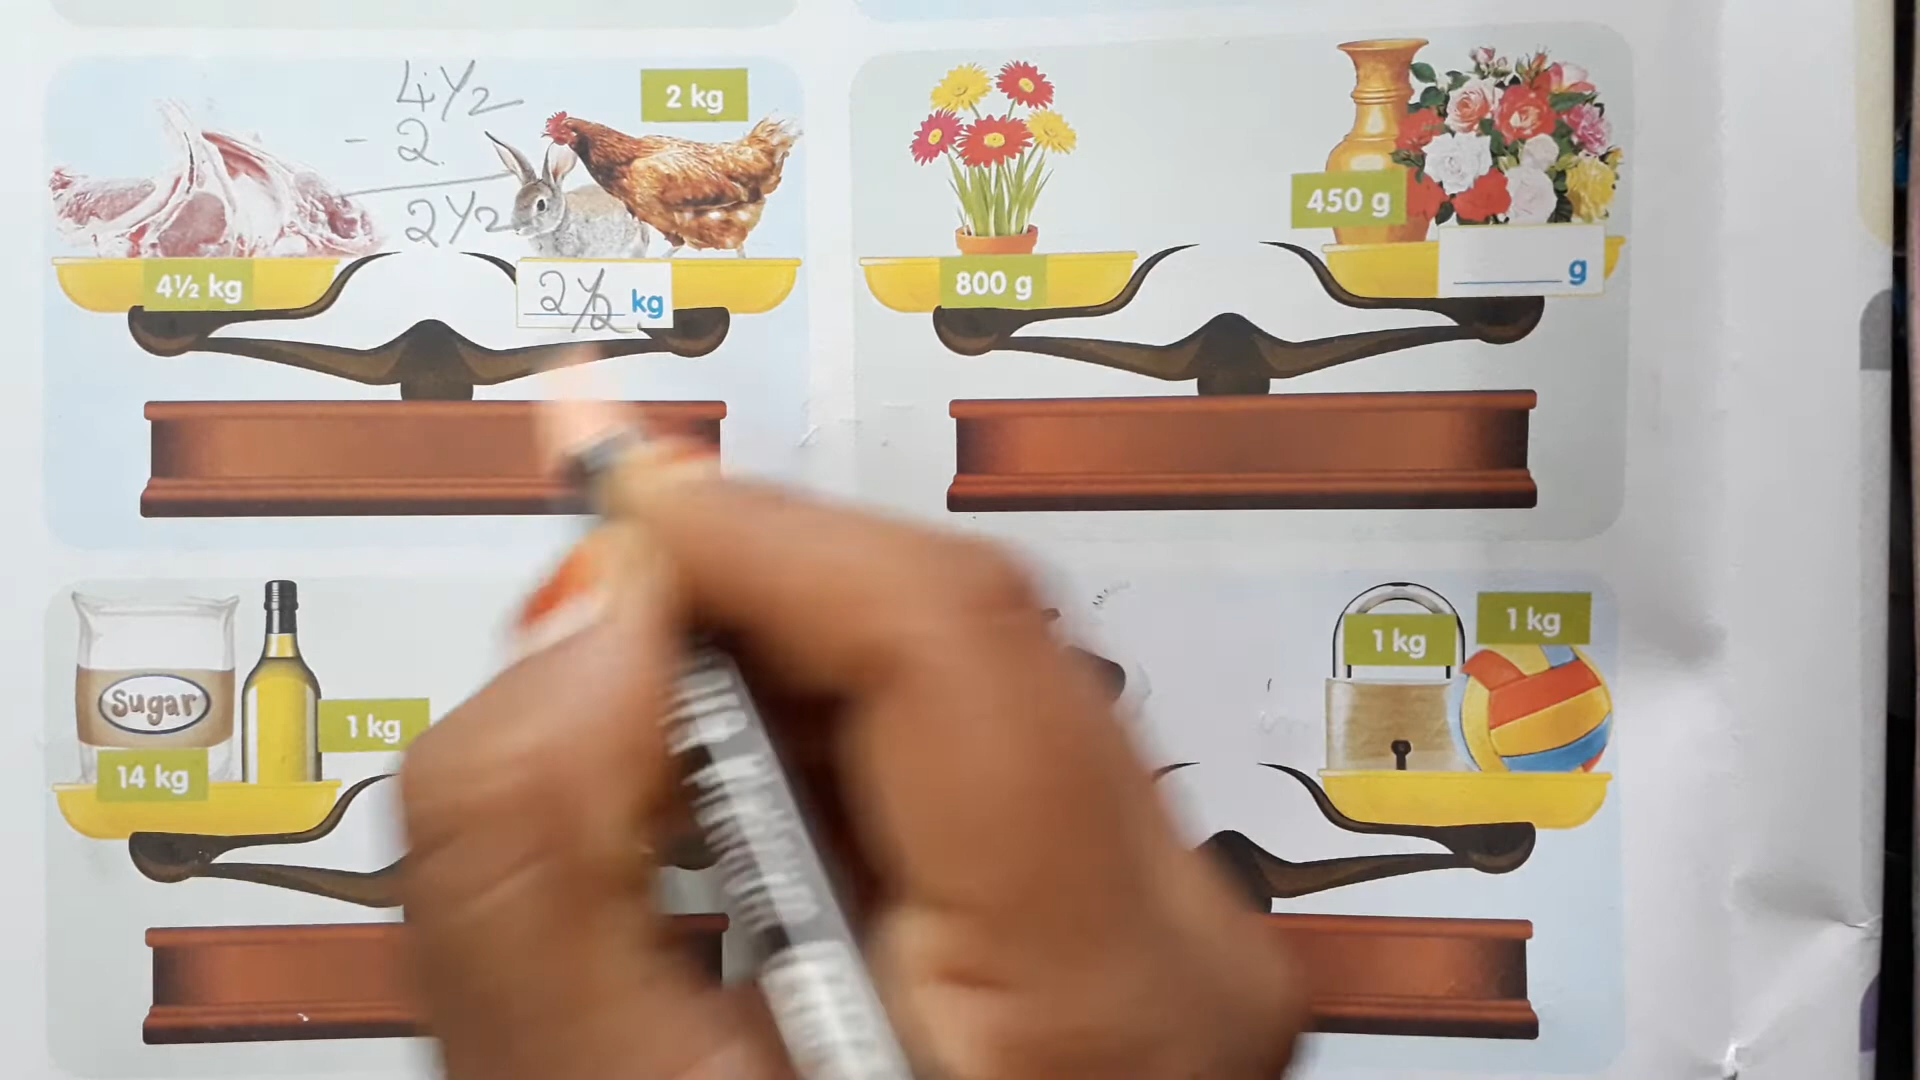 4½
- 2
2½
2 kg
4½ kg
2½ kg
800 g
450 g
g
Sugar
14 kg
1 kg
1 kg
1 kg